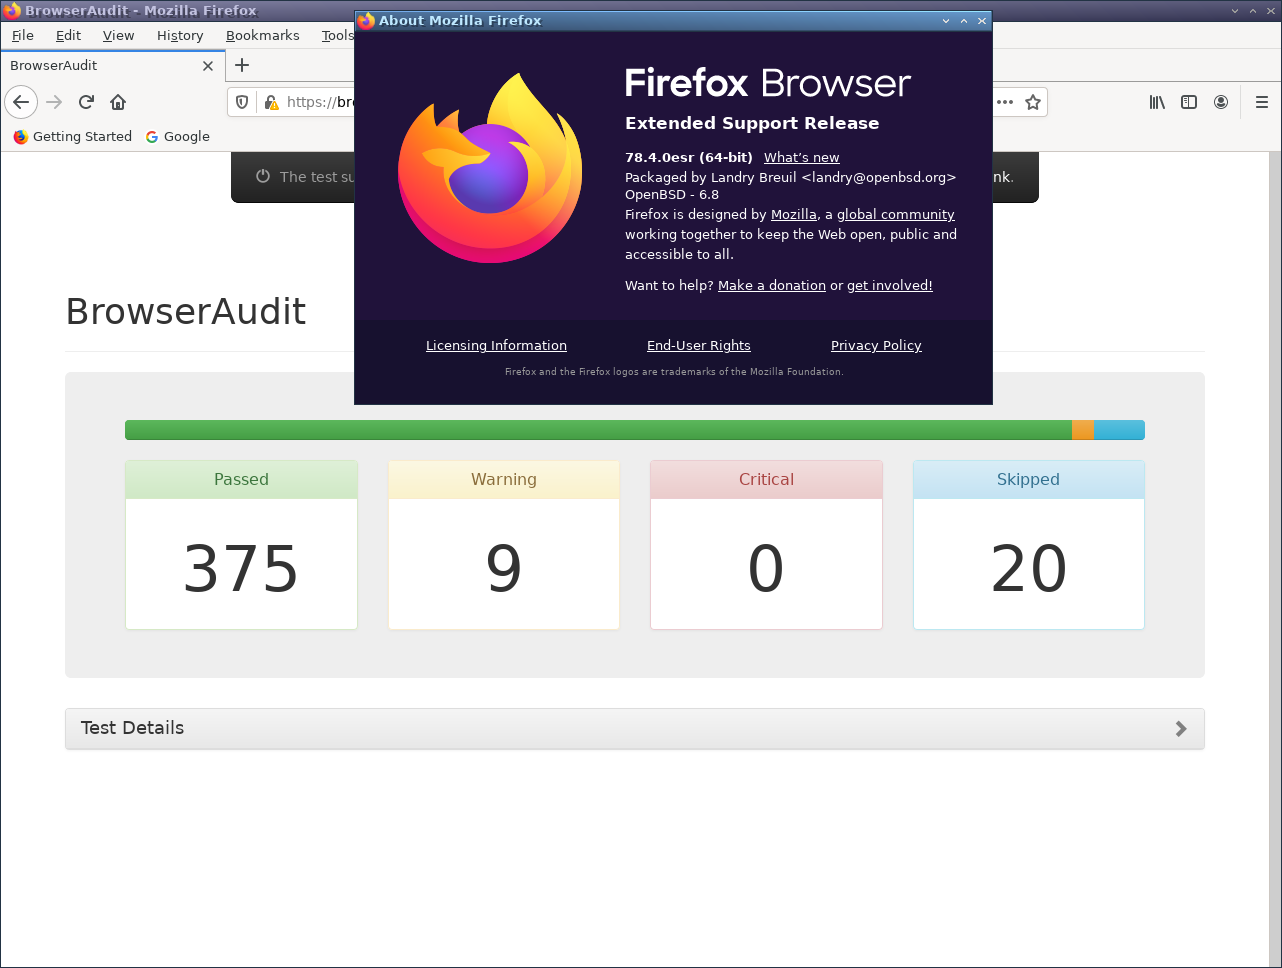 BrowserAudit - Mozilla Firefox
About Mozilla Firefox
File Edit View History Bookmarks Tools
BrowserAudit
https://bro
Getting Started Google
The test su
nk.
Firefox Browser
Extended Support Release
78.4.0esr (64-bit) What’s new
Packaged by Landry Breuil <landry@openbsd.org>
OpenBSD - 6.8
Firefox is designed by Mozilla, a global community
working together to keep the Web open, public and
accessible to all.
Want to help? Make a donation or get involved!
Licensing Information End-User Rights Privacy Policy
Firefox and the Firefox logos are trademarks of the Mozilla Foundation.
BrowserAudit
Passed Warning Critical Skipped
375 9 0 20
Test Details